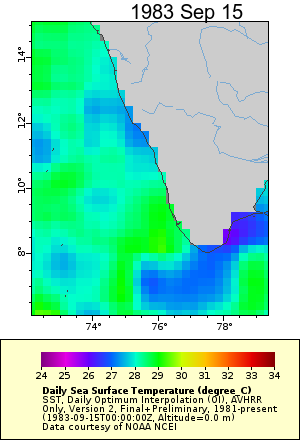 1983 Sep 15
14°
12°
10°
8°
74°
76°
78°
24 25 26 27 28 29 30 31 32 33 34
Daily Sea Surface Temperature (degree_C)
SST, Daily Optimum Interpolation (OI), AVHRR
Only, Version 2, Final+Preliminary, 1981-present
(1983-09-15T00:00:00Z, Altitude=0.0 m)
Data courtesy of NOAA NCEI